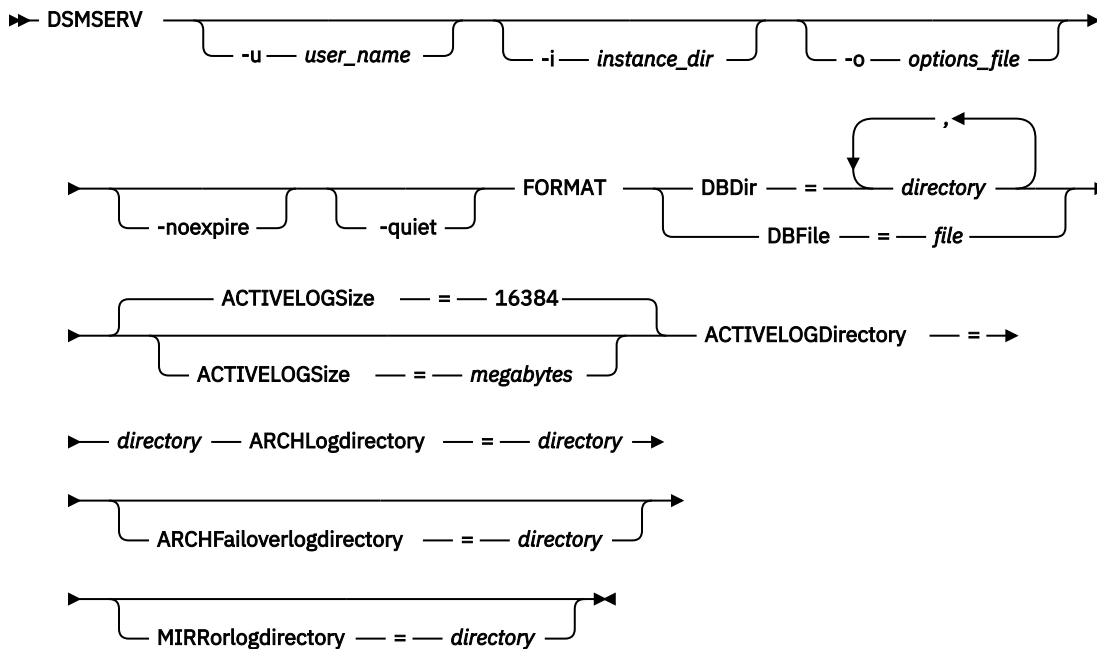 DSMSERV
-u user_name -i instance_dir -o options_file
,
-noexpire -quiet FORMAT DBDir = directory
DBFile = file
ACTIVELOGSize = 16384
ACTIVELOGDirectory =
ACTIVELOGSize = megabytes
directory ARCHLogdirectory = directory
ARCHFailoverlogdirectory = directory
MIRRorlogdirectory = directory